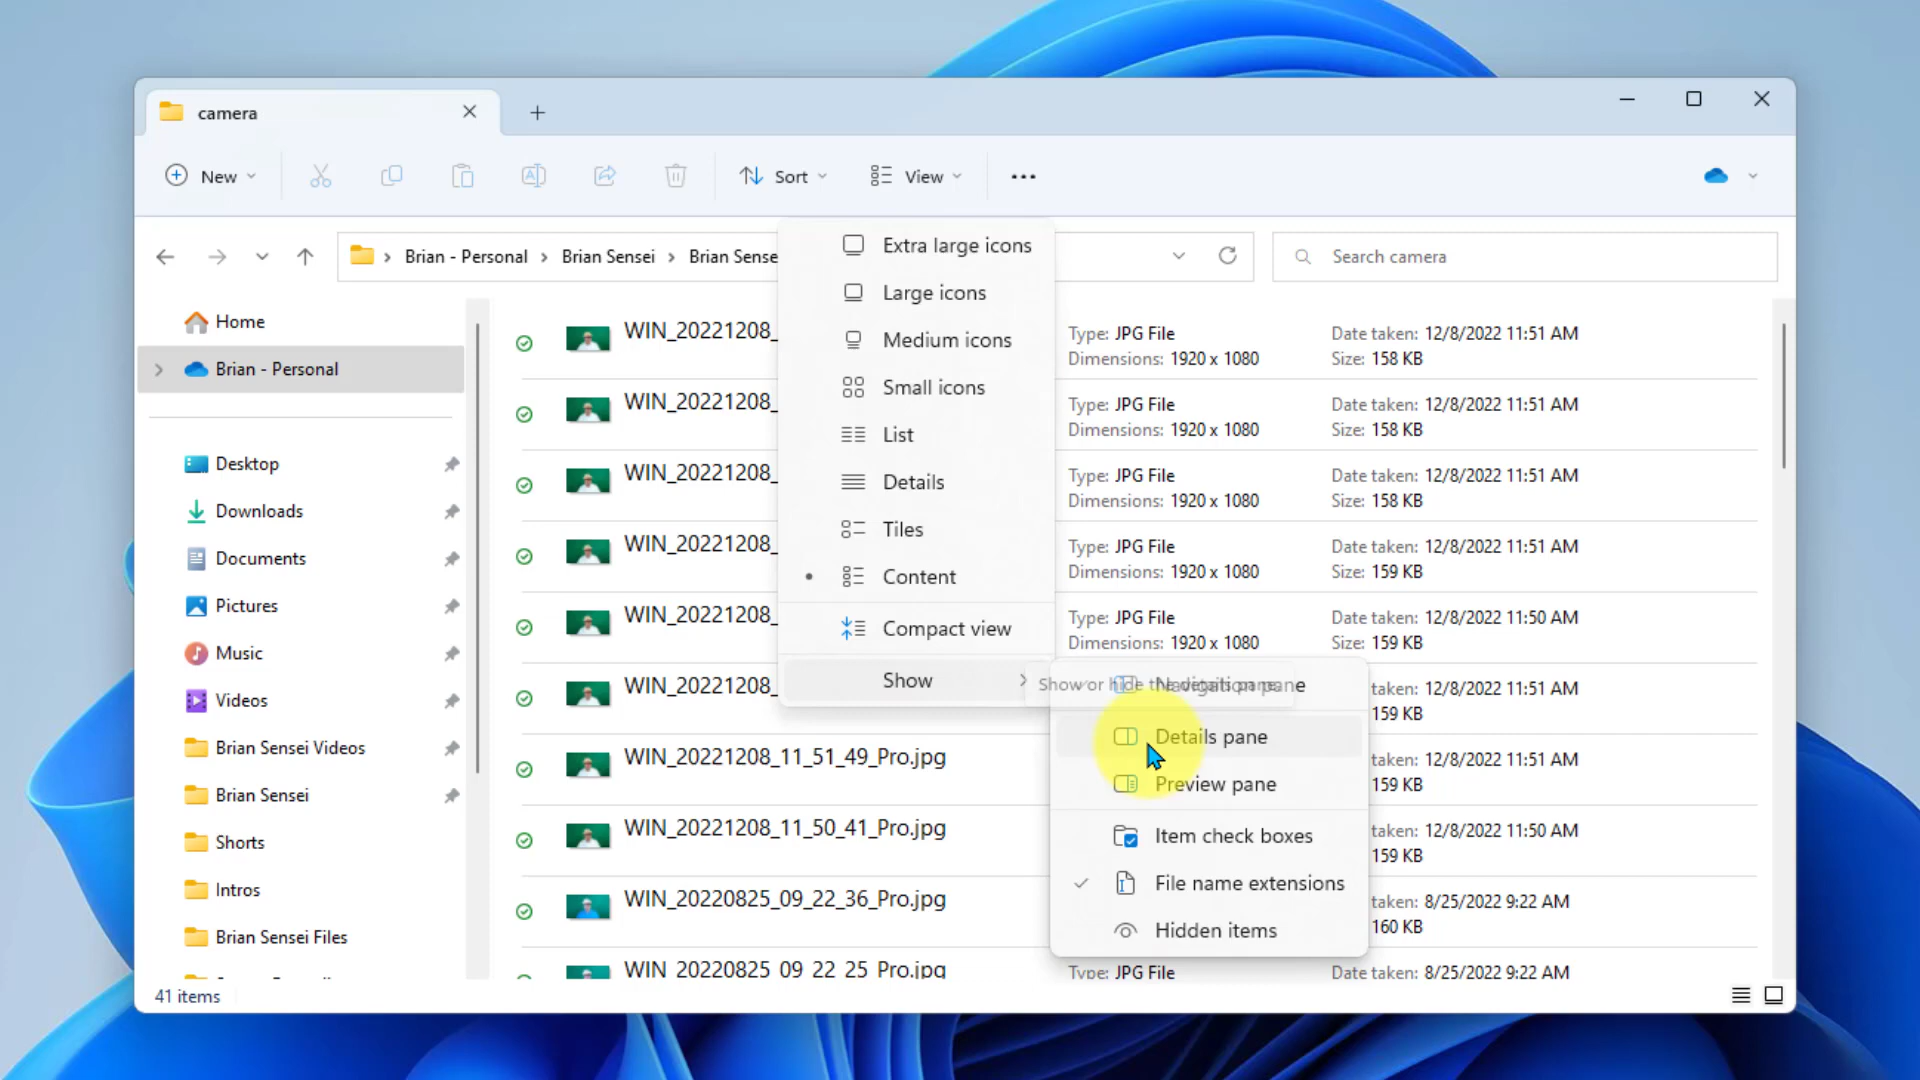 camera
New
Sort
View
Brian - Personal
Brian Sensei
Brian Sense
Search camera
Home
Brian - Personal
Desktop
Downloads
Documents
Pictures
Music
Videos
Brian Sensei Videos
Brian Sensei
Shorts
Intros
Brian Sensei Files
41 items
WIN_20221208_
Type: JPG File
Dimensions: 1920 x 1080
Date taken: 12/8/2022 11:51 AM
Size: 158 KB
WIN_20221208_
Type: JPG File
Dimensions: 1920 x 1080
Date taken: 12/8/2022 11:51 AM
Size: 158 KB
WIN_20221208_
Type: JPG File
Dimensions: 1920 x 1080
Date taken: 12/8/2022 11:51 AM
Size: 158 KB
WIN_20221208_
Type: JPG File
Dimensions: 1920 x 1080
Date taken: 12/8/2022 11:51 AM
Size: 159 KB
WIN_20221208_
Type: JPG File
Dimensions: 1920 x 1080
Date taken: 12/8/2022 11:50 AM
Size: 159 KB
WIN_20221208_
12/8/2022 11:51 AM
159 KB
WIN_20221208_11_51_49_Pro.jpg
12/8/2022 11:51 AM
159 KB
WIN_20221208_11_50_41_Pro.jpg
taken: 12/8/2022 11:50 AM
159 KB
WIN_20220825_09_22_36_Pro.jpg
taken: 8/25/2022 9:22 AM
160 KB
WIN_20220825_09_22_25_Pro.jpg
Type: JPG File
Date taken: 8/25/2022 9:22 AM
Extra large icons
Large icons
Medium icons
Small icons
List
Details
Tiles
Content
Compact view
Show
Show or hide the details pane.
Navigation pane
Details pane
Preview pane
Item check boxes
File name extensions
Hidden items